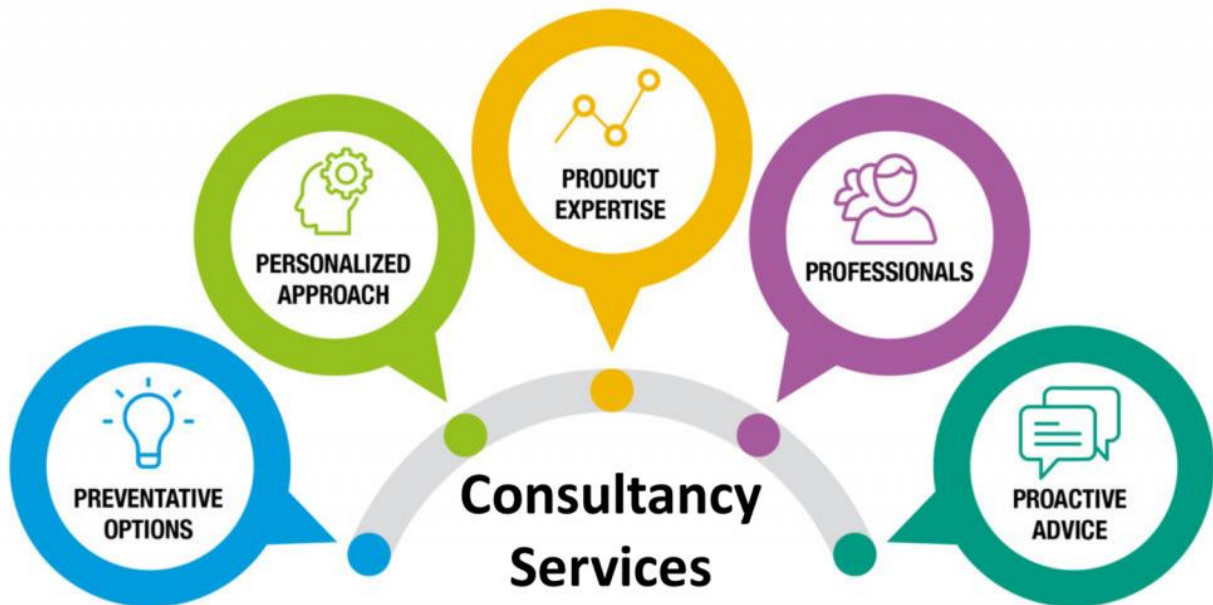 PREVENTATIVE
OPTIONS
PERSONALIZED
APPROACH
PRODUCT
EXPERTISE
PROFESSIONALS
PROACTIVE
ADVICE
Consultancy
Services